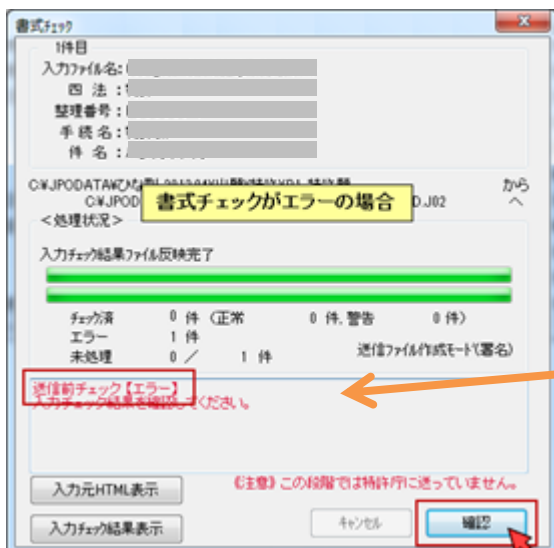 書式ﾁｪｯｸ
1件目
入力ﾌｧｲﾙ名:
四 法 :
整理番号 :
手 続 名 :
件 名 :
C:¥JPODATA¥ひな から
書式チェックがエラーの場合
C:¥JPOD D.J02 へ
<処理状況>
入力ﾁｪｯｸ結果ﾌｧｲﾙ反映完了
ﾁｪｯｸ済 0 件 (正常 0 件, 警告 0 件)
エラー 1 件
未処理 0 / 1 件 送信ﾌｧｲﾙ作成ﾓｰﾄﾞ(署名)
送信前チェック【エラー】
入力チェック結果を確認してください。
《注意》この段階では特許庁に送っていません。
入力元HTML表示
入力ﾁｪｯｸ結果表示
ｷｬﾝｾﾙ
確認